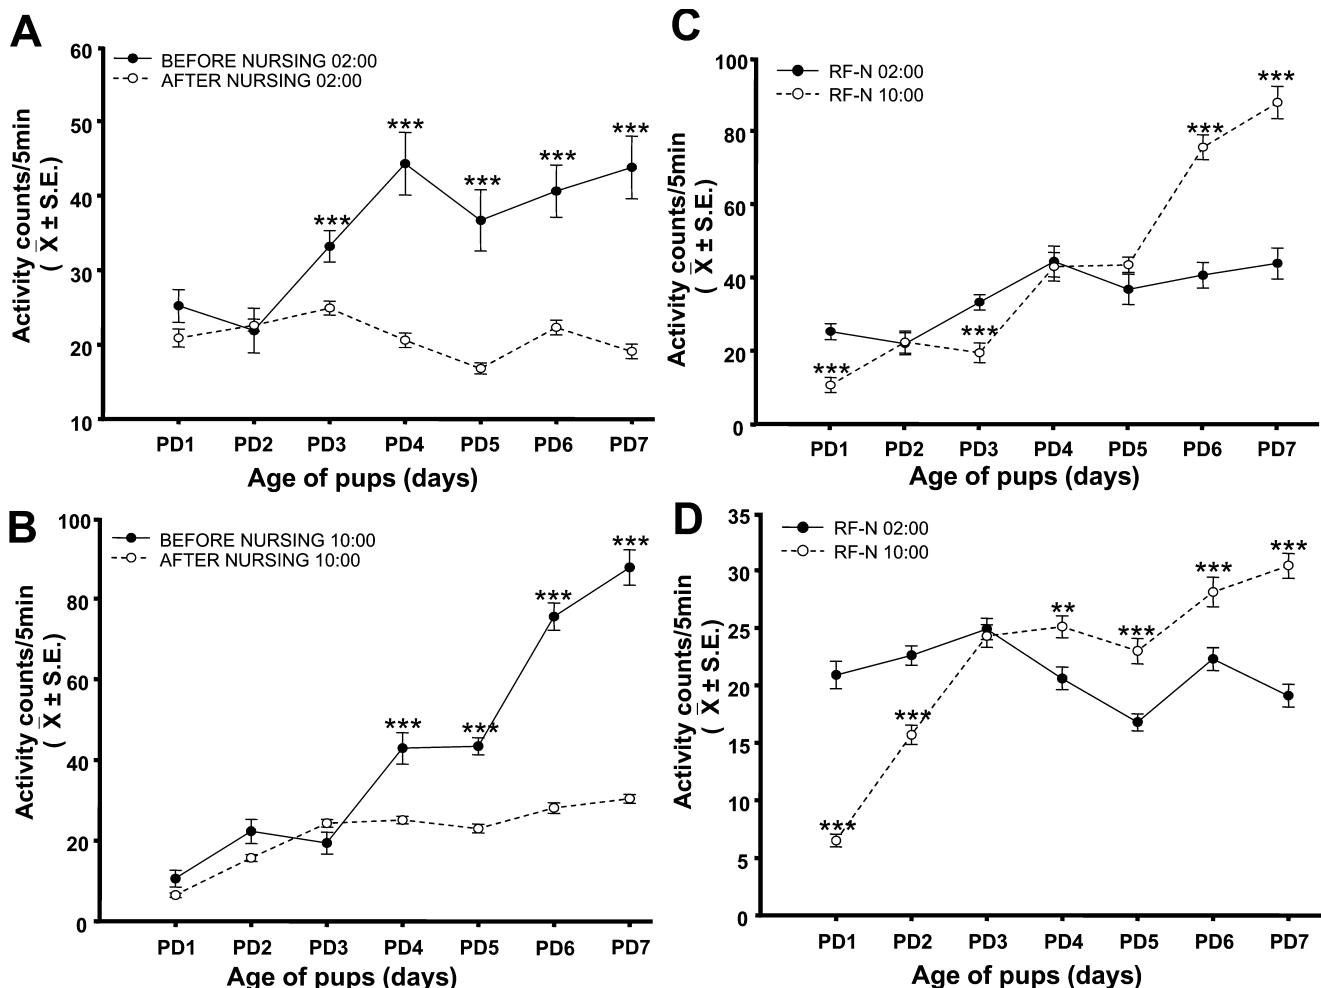 A
60
50
40
30
20
10
BEFORE NURSING 02:00
AFTER NURSING 02:00
***
***
***
***
***
Activity counts/5min
( X ± S.E.)
PD1 PD2 PD3 PD4 PD5 PD6 PD7
Age of pups (days)
B
100
80
60
40
20
0
BEFORE NURSING 10:00
AFTER NURSING 10:00
***
***
***
***
Activity counts/5min
( X ± S.E.)
PD1 PD2 PD3 PD4 PD5 PD6 PD7
Age of pups (days)
C
100
80
60
40
20
0
RF-N 02:00
RF-N 10:00
***
***
***
***
Activity counts/5min
( X ± S.E.)
PD1 PD2 PD3 PD4 PD5 PD6 PD7
Age of pups (days)
D
35
30
25
20
15
10
5
0
RF-N 02:00
RF-N 10:00
***
***
**
***
***
***
Activity counts/5min
( X ± S.E.)
PD1 PD2 PD3 PD4 PD5 PD6 PD7
Age of pups (days)